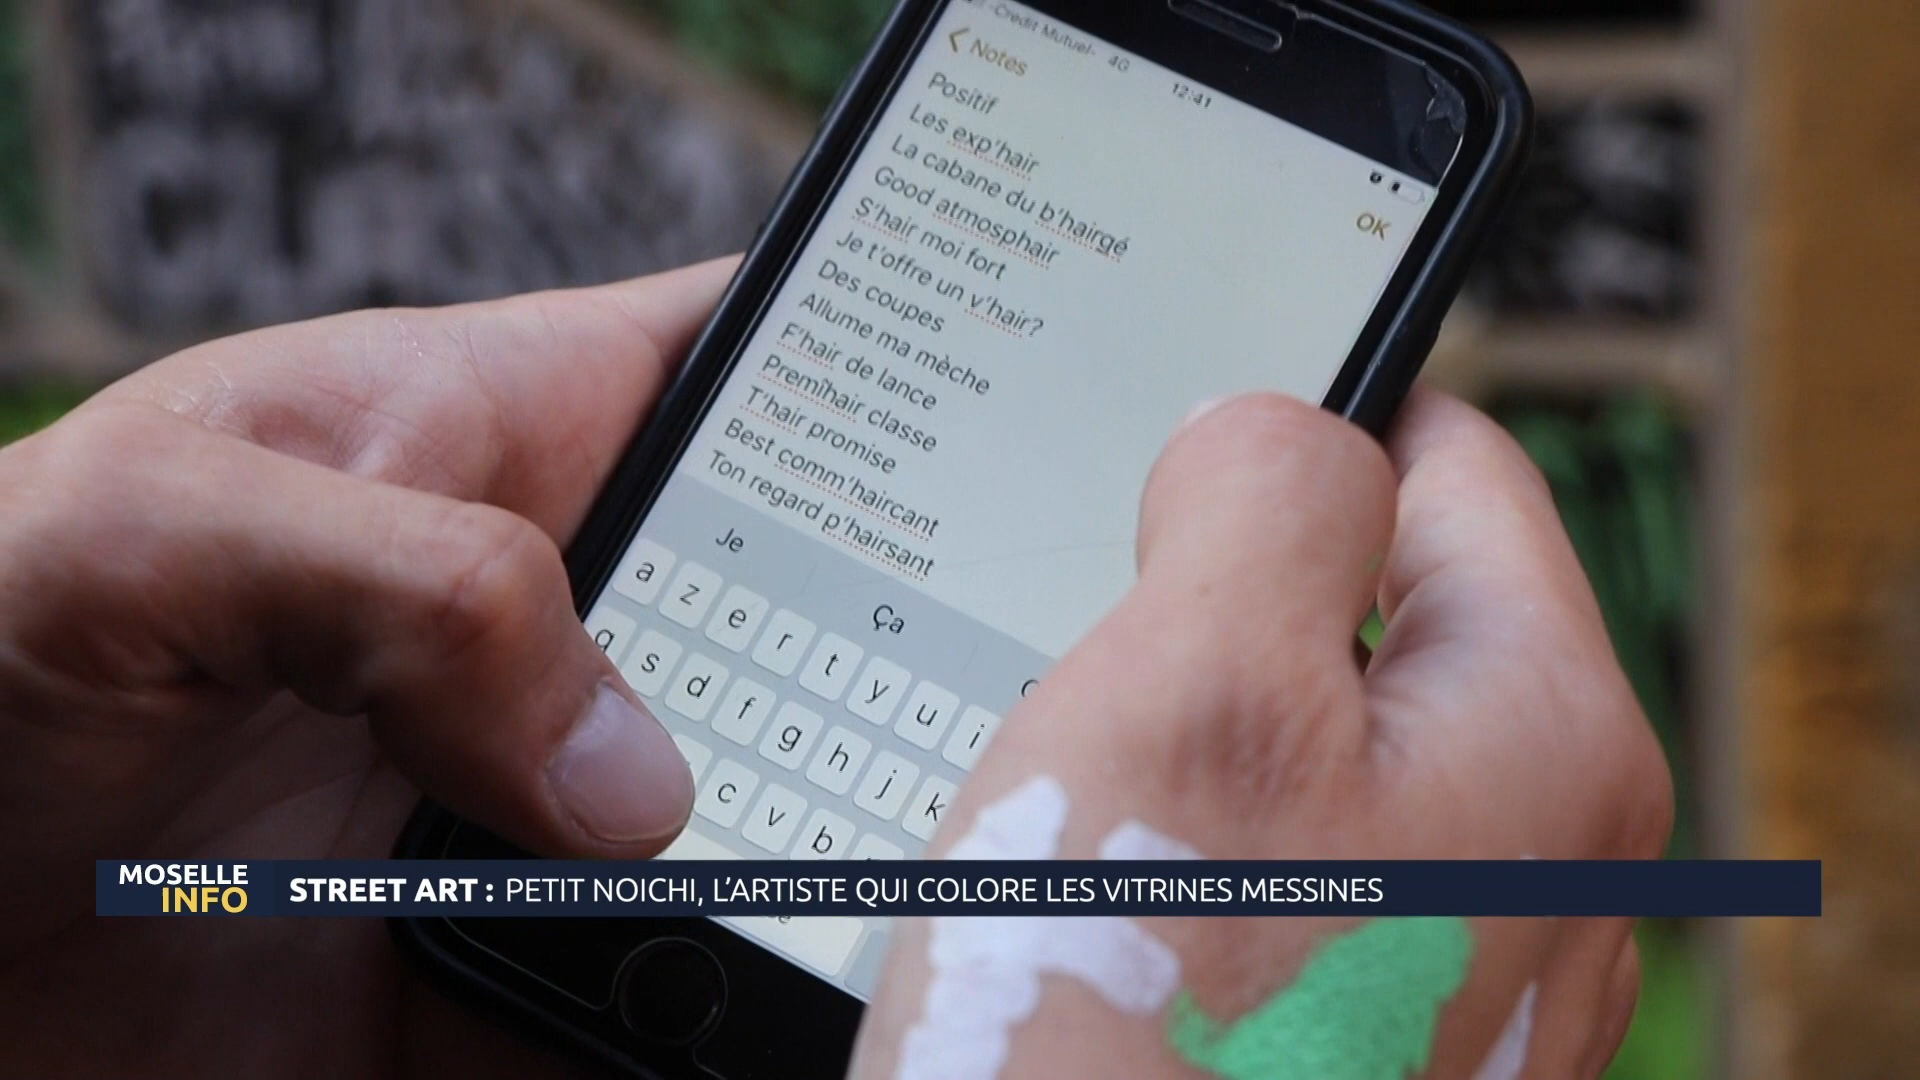 -Crédit Mutuel- 4G 12:41
Notes
OK
Positif
Les exp'hair
La cabane du b'hairgé
Good atmosphair
S'hair moi fort
Je t'offre un v'hair?
Des coupes
Allume ma mèche
F'hair de lance
Premîhair classe
T'hair promise
Best comm'haircant
Ton regard p'hairsant
Je Ça
a z e r t y u i
q s d f g h j k
c v b
MOSELLE INFO
STREET ART : PETIT NOICHI, L'ARTISTE QUI COLORE LES VITRINES MESSINES